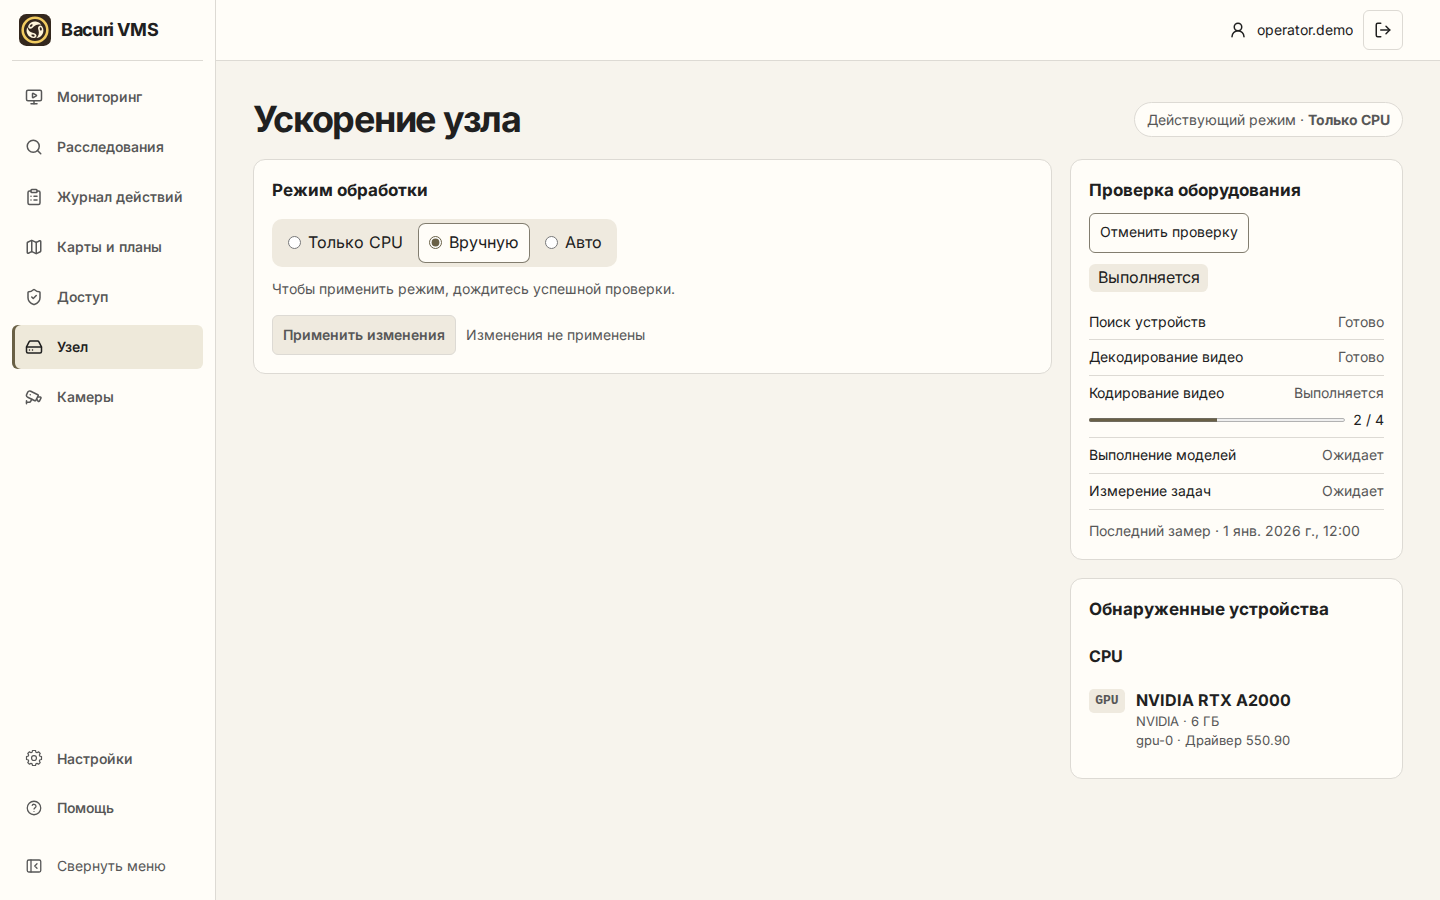 Bacuri VMS
operator.demo
Мониторинг
Расследования
Журнал действий
Карты и планы
Доступ
Узел
Камеры
Настройки
Помощь
Свернуть меню
Ускорение узла
Действующий режим · Только CPU
Режим обработки
Только CPU Вручную Авто
Чтобы применить режим, дождитесь успешной проверки.
Применить изменения Изменения не применены
Проверка оборудования
Отменить проверку
Выполняется
Поиск устройств Готово
Декодирование видео Готово
Кодирование видео Выполняется
2 / 4
Выполнение моделей Ожидает
Измерение задач Ожидает
Последний замер · 1 янв. 2026 г., 12:00
Обнаруженные устройства
CPU
GPU NVIDIA RTX A2000
NVIDIA · 6 ГБ
gpu-0 · Драйвер 550.90